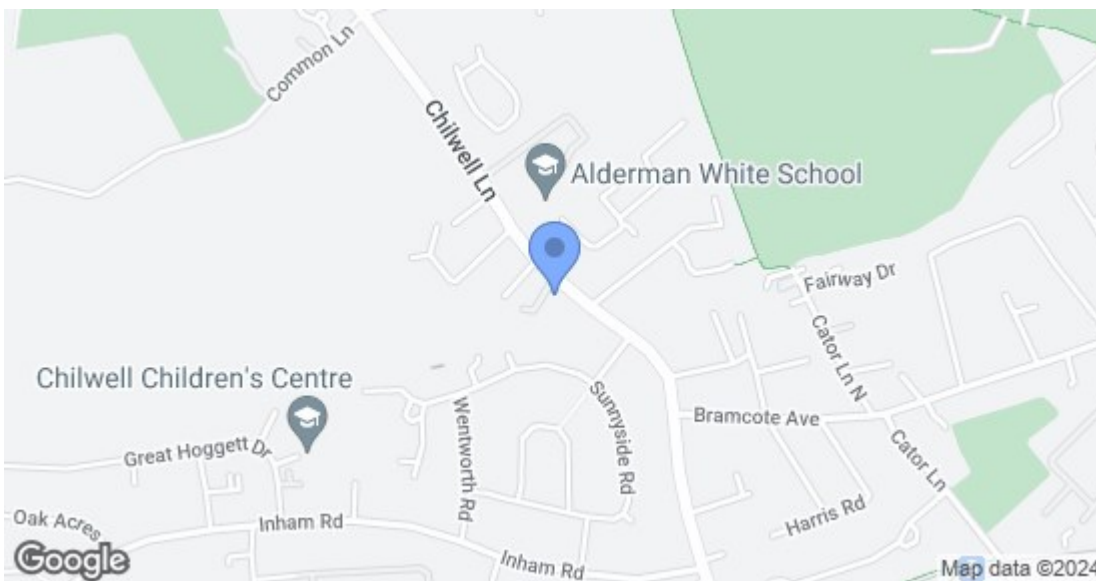 Common Ln
Chilwell Ln
Alderman White School
Fairway Dr
Cator Ln N
Chilwell Children's Centre
Sunnyside Rd
Wentworth Rd
Bramcote Ave
Great Hoggett Dr
Cator Ln
Harris Rd
Oak Acres
Inham Rd
Inham Rd
Google
Map data ©2024